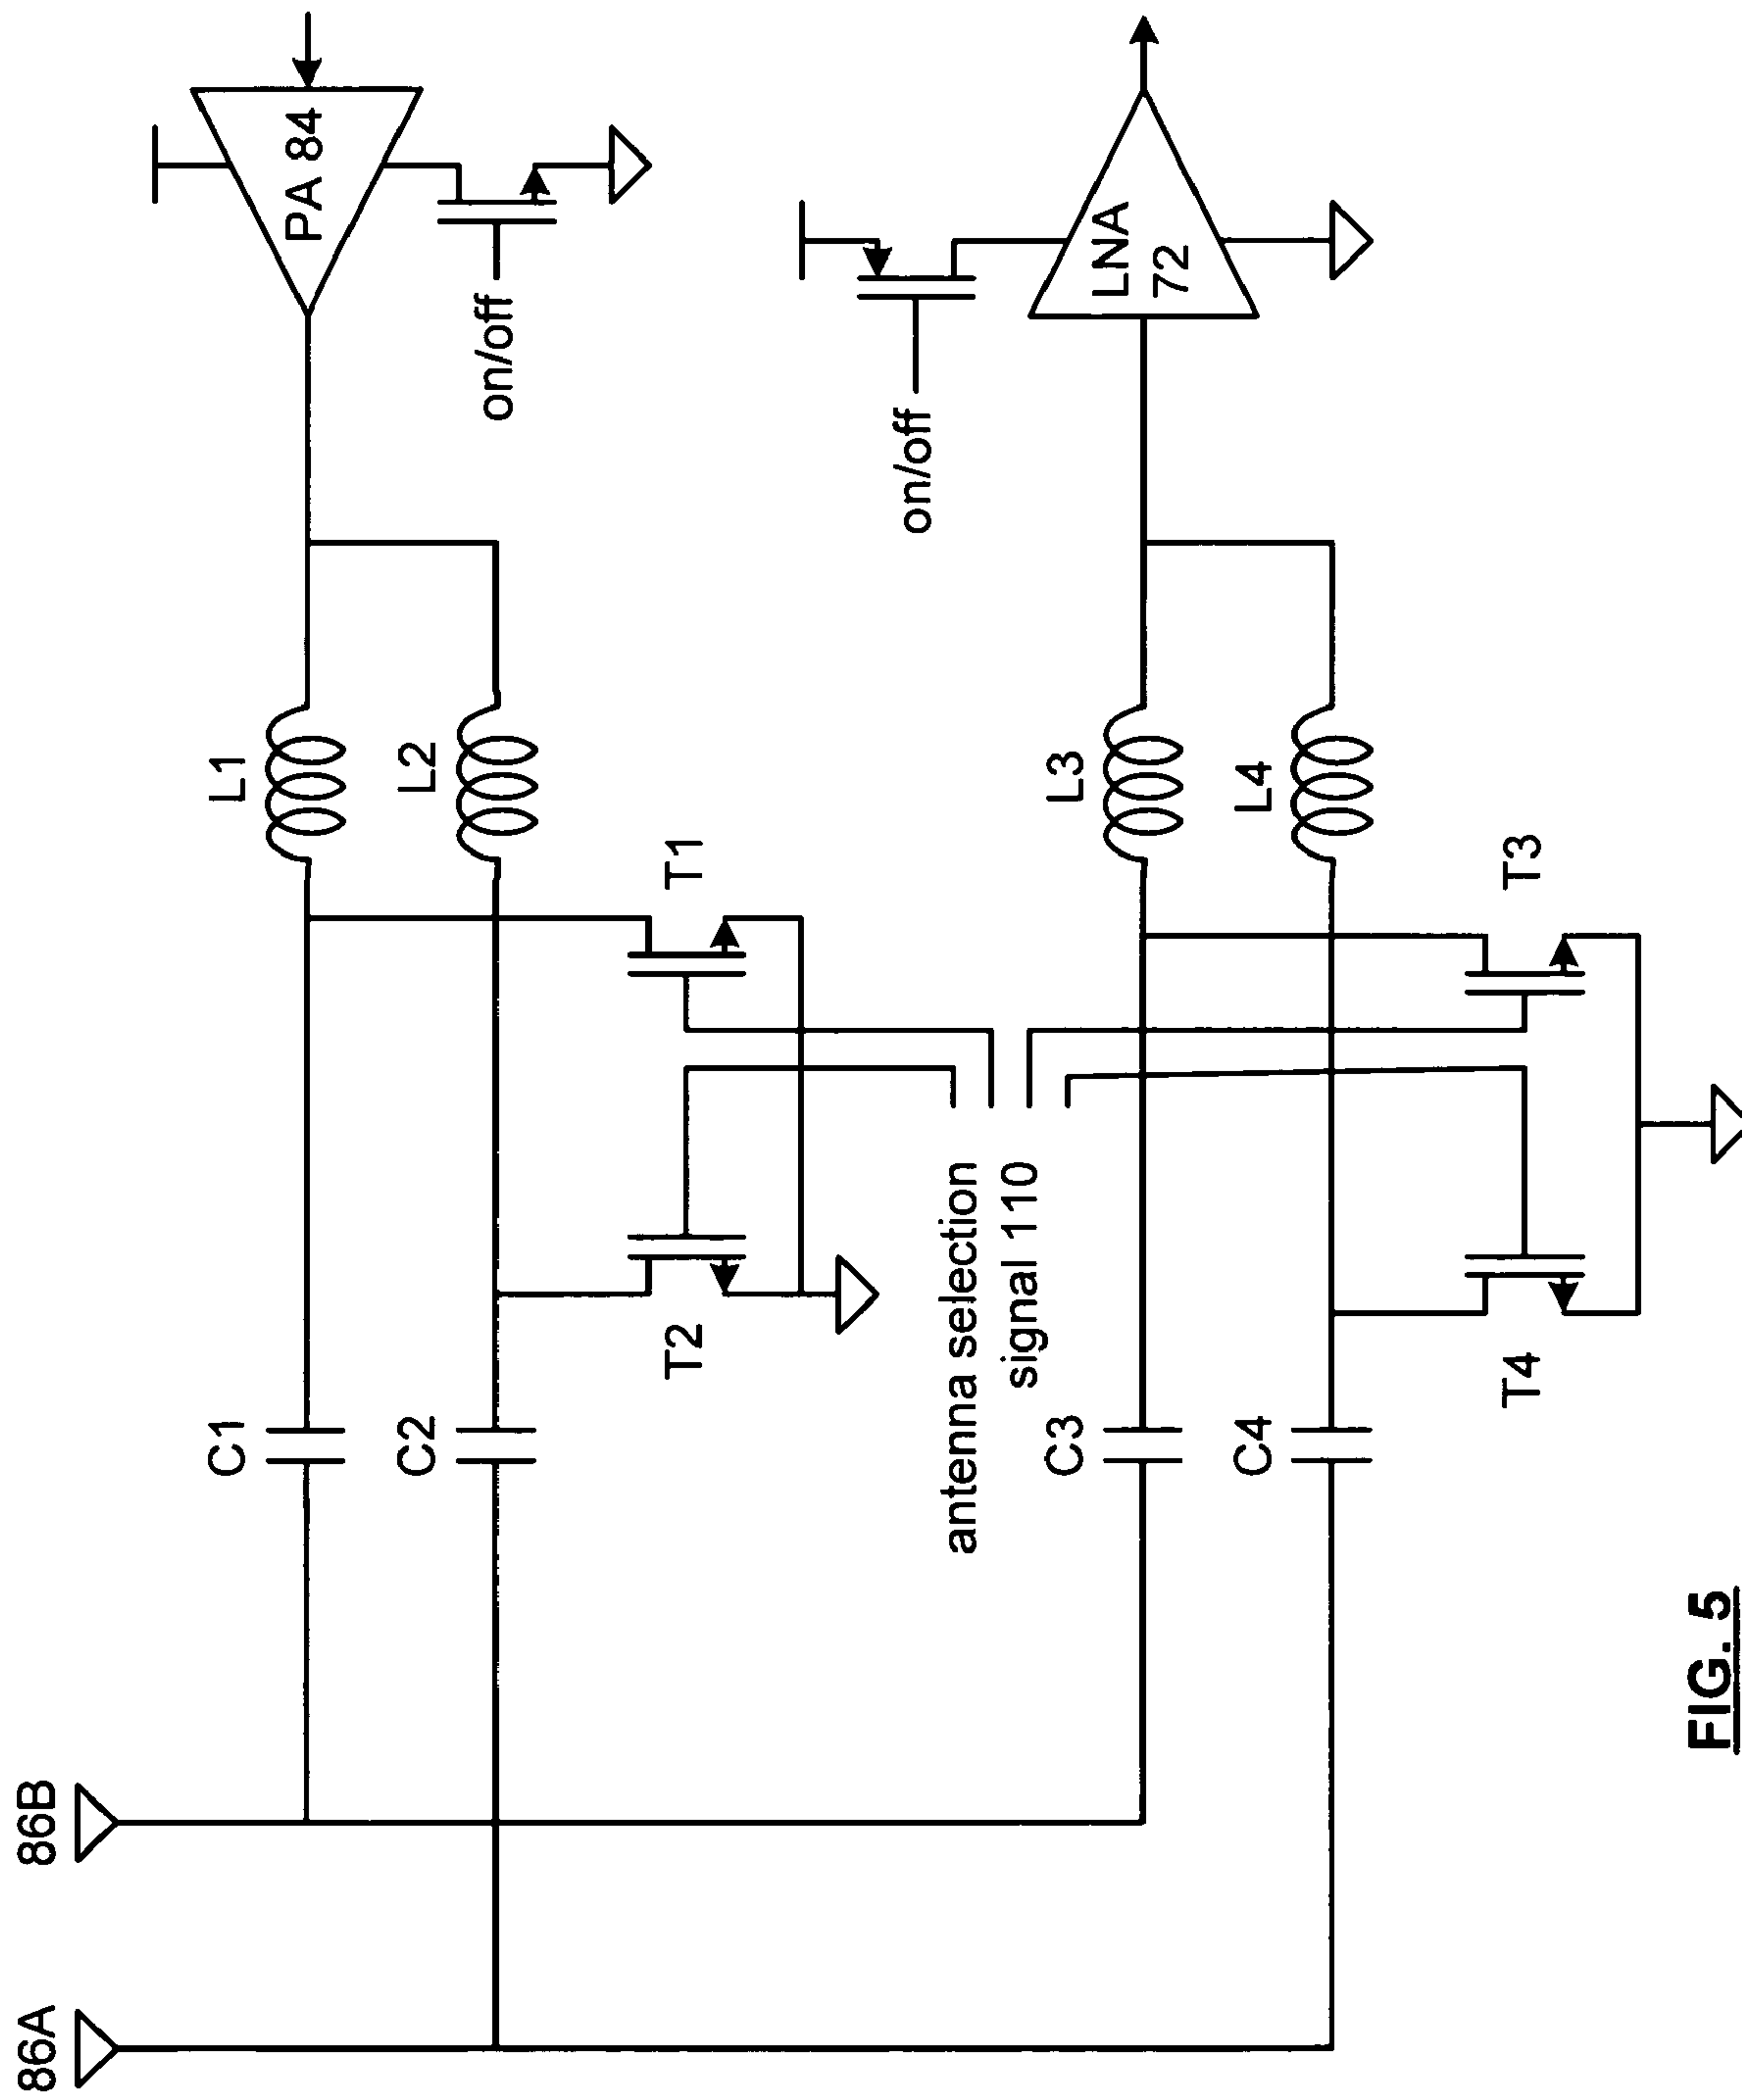 86A
86B
C1
L1
PA 84
C2
L2
on/off
T2
T1
antenna selection
signal 110
on/off
LNA
72
C3
L3
C4
L4
T4
T3
FIG. 5